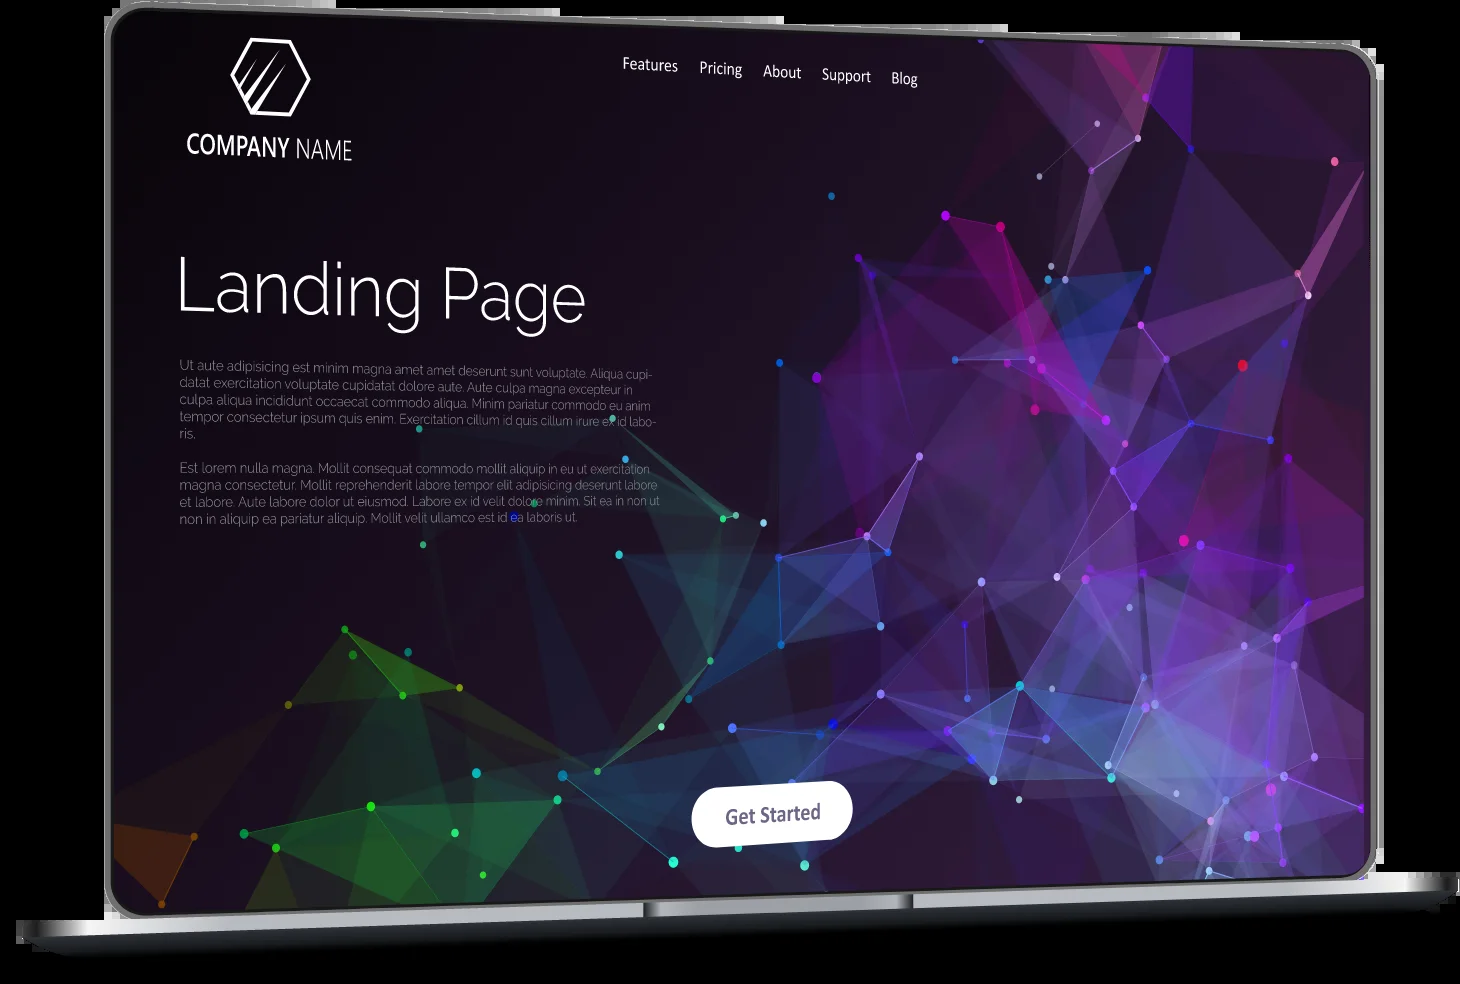 COMPANY NAME
Features Pricing About Support Blog
Landing Page
Ut aute adipisicing est minim magna amet amet deserunt sunt voluptate. Aliqua cupi-
datat exercitation voluptate cupidatat dolore aute. Aute culpa magna excepteur in
culpa aliqua incididunt occaecat commodo aliqua. Minim pariatur commodo eu anim
tempor consectetur ipsum quis enim. Exercitation cillum id quis cillum irure ex id labo-
ris.
Est lorem nulla magna. Mollit consequat commodo mollit aliquip in eu ut exercitation
magna consectetur. Mollit reprehenderit labore tempor elit adipisicing deserunt labore
et labore. Aute labore dolor ut eiusmod. Labore ex id velit dolore minim. Sit ea in non ut
non in aliquip ea pariatur aliquip. Mollit velit ullamco est id ea laboris ut.
Get Started